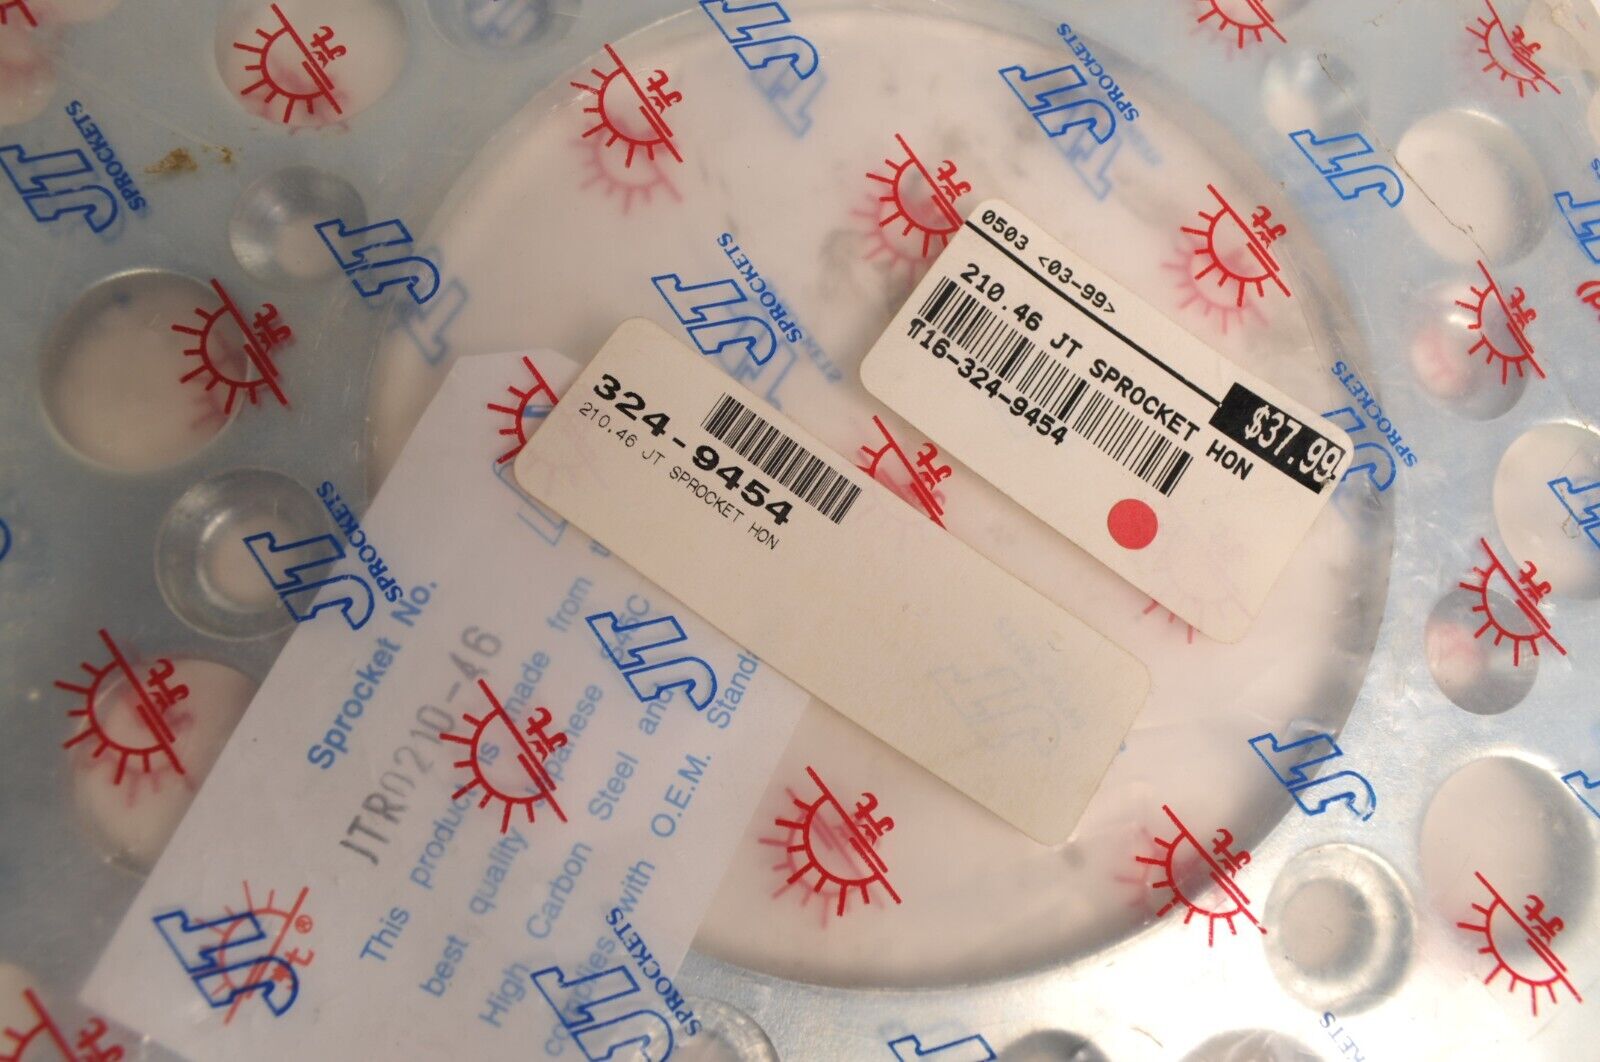 0503 <03-99>
$37.99
210.46 JT SPROCKET HON
¶16-324-9454
324-9454
210.46 JT SPROCKET HON
Sprocket No.
JTR0210-46
This product is made from
best quality Japanese S45C
High Carbon Steel and
with O.E.M.
JT
SPROCKETS
jt